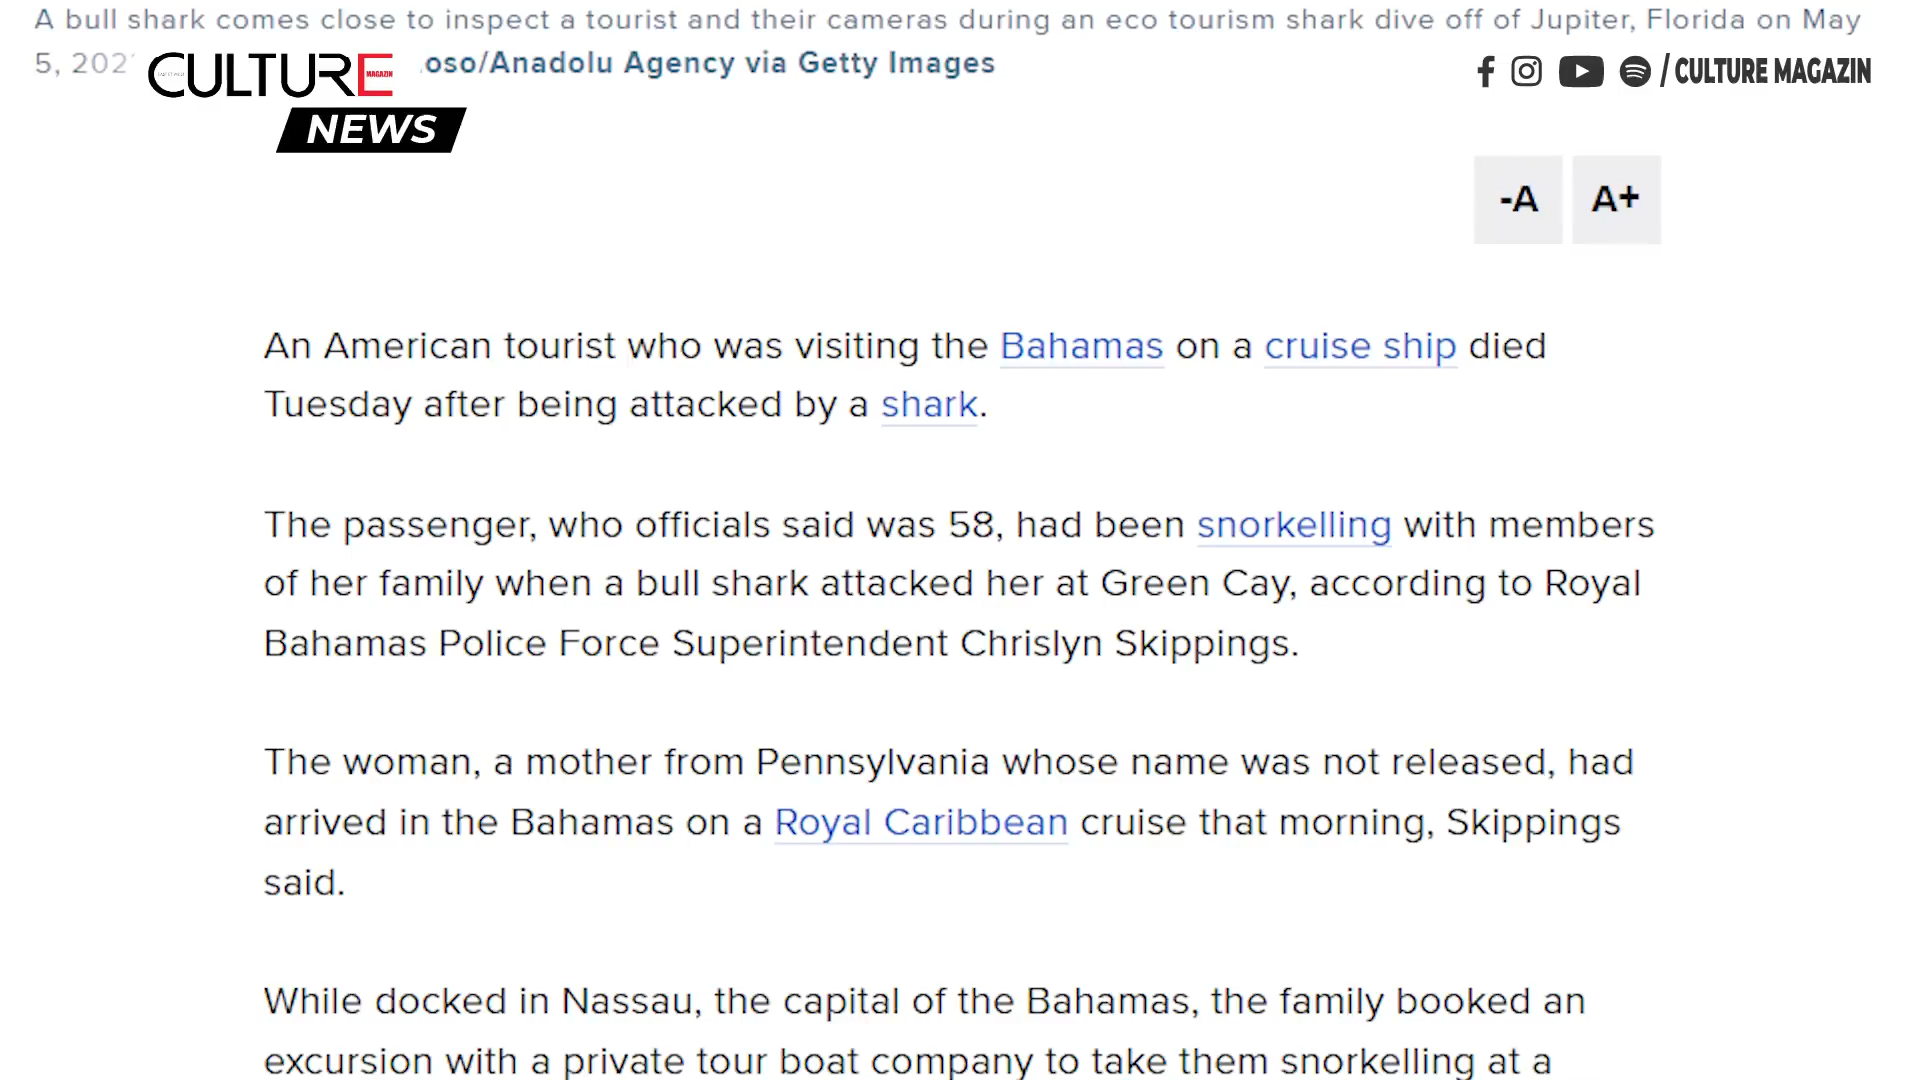 A bull shark comes close to inspect a tourist and their cameras during an eco tourism shark dive off of Jupiter, Florida on May
5, 202 oso/Anadolu Agency via Getty Images
CULTURE MAGAZIN
NEWS
/ CULTURE MAGAZIN
-A A+
An American tourist who was visiting the Bahamas on a cruise ship died
Tuesday after being attacked by a shark.
The passenger, who officials said was 58, had been snorkelling with members
of her family when a bull shark attacked her at Green Cay, according to Royal
Bahamas Police Force Superintendent Chrislyn Skippings.
The woman, a mother from Pennsylvania whose name was not released, had
arrived in the Bahamas on a Royal Caribbean cruise that morning, Skippings
said.
While docked in Nassau, the capital of the Bahamas, the family booked an
excursion with a private tour boat company to take them snorkelling at a